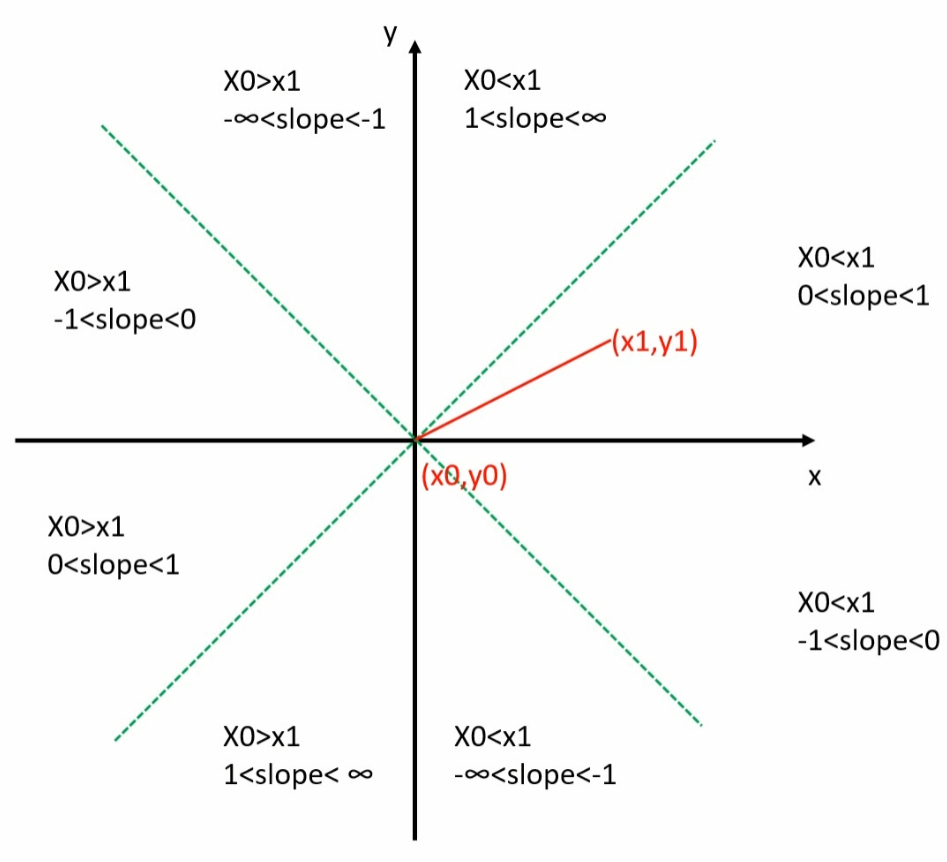 y
X0>x1
-∞<slope<-1
X0<x1
1<slope<∞
X0<x1
0<slope<1
X0>x1
-1<slope<0
(x1,y1)
(x0,y0)
x
X0>x1
0<slope<1
X0<x1
-1<slope<0
X0>x1
1<slope< ∞
X0<x1
-∞<slope<-1